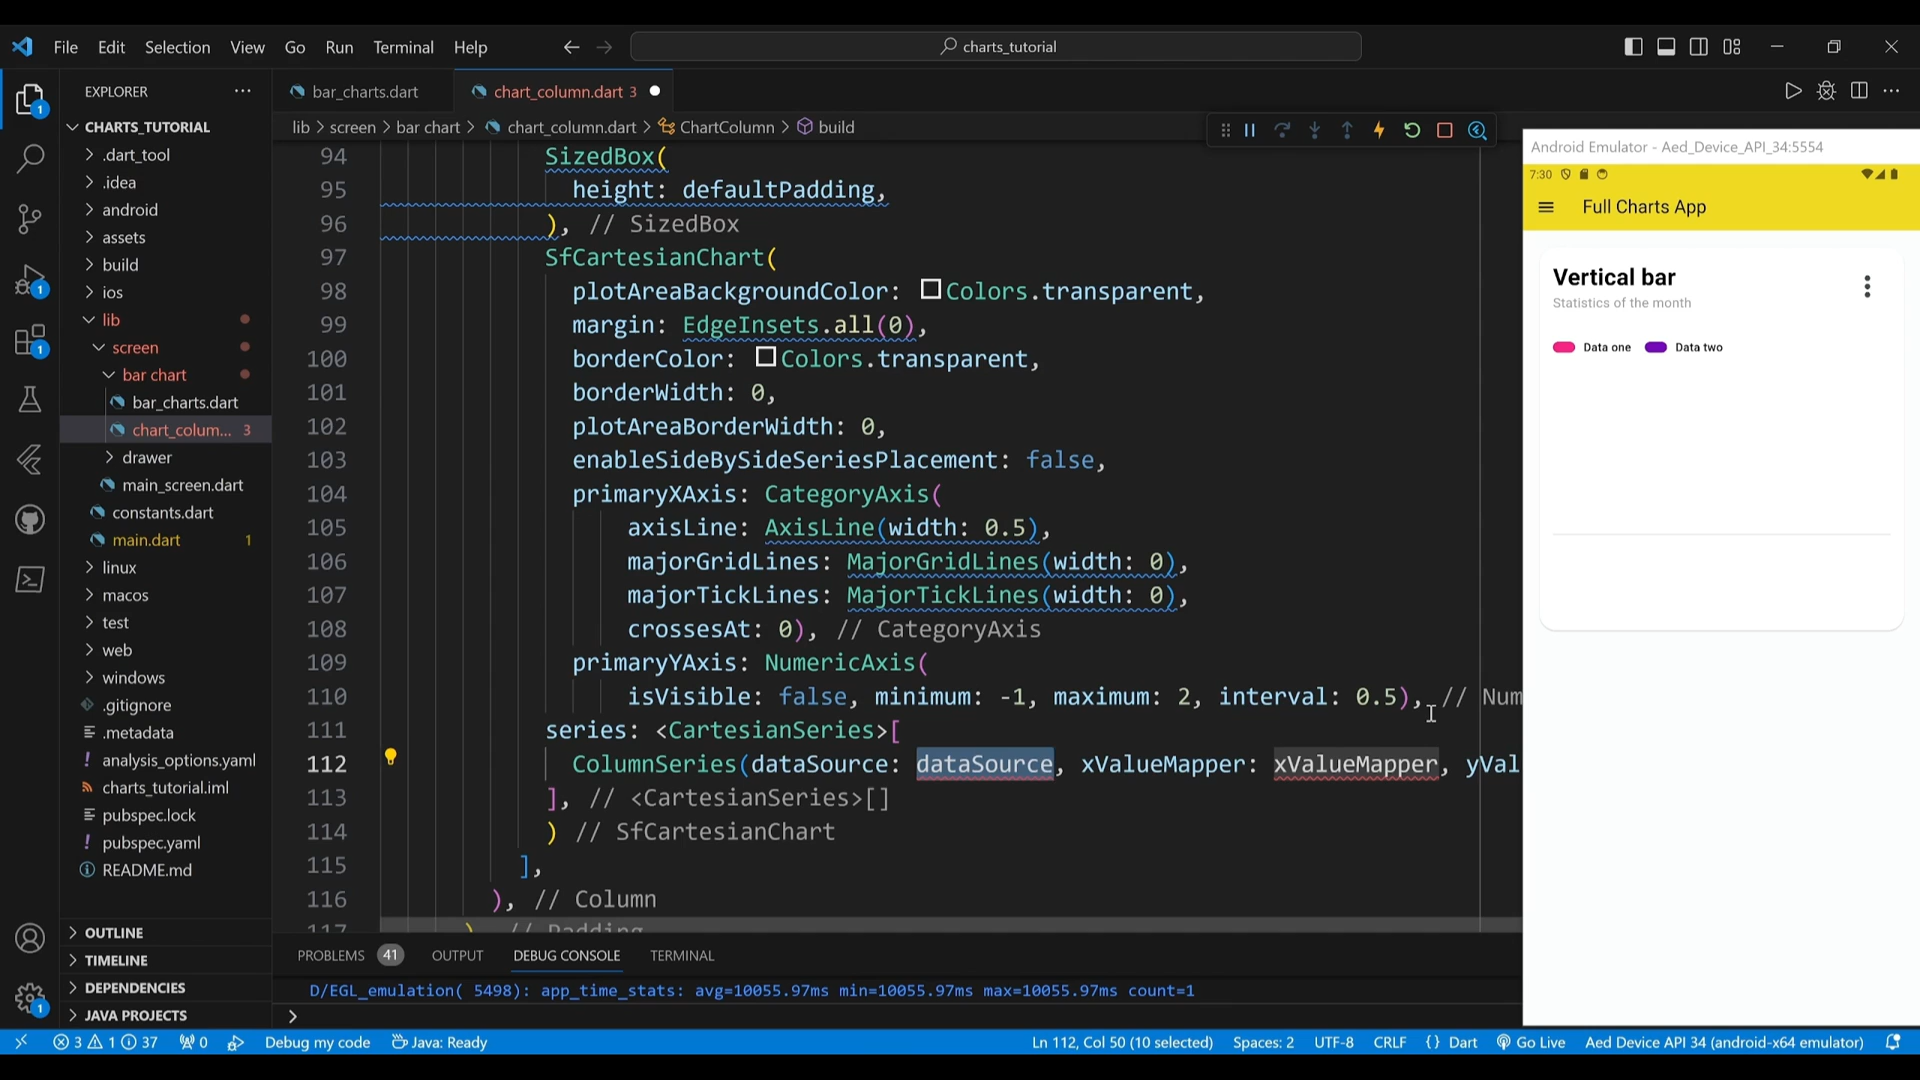 File Edit Selection View Go Run Terminal Help
charts_tutorial
EXPLORER
bar_charts.dart
chart_column.dart 3
CHARTS_TUTORIAL
lib > screen > bar chart > chart_column.dart > ChartColumn > build
.dart_tool
.idea
android
assets
build
ios
lib
screen
bar chart
bar_charts.dart
chart_colum... 3
drawer
main_screen.dart
constants.dart
main.dart 1
linux
macos
test
web
windows
.gitignore
.metadata
analysis_options.yaml
charts_tutorial.iml
pubspec.lock
pubspec.yaml
README.md
OUTLINE
TIMELINE
DEPENDENCIES
JAVA PROJECTS
94 SizedBox(
95 height: defaultPadding,
96 ), // SizedBox
97 SfCartesianChart(
98 plotAreaBackgroundColor: Colors.transparent,
99 margin: EdgeInsets.all(0),
100 borderColor: Colors.transparent,
101 borderWidth: 0,
102 plotAreaBorderWidth: 0,
103 enableSideBySideSeriesPlacement: false,
104 primaryXAxis: CategoryAxis(
105 axisLine: AxisLine(width: 0.5),
106 majorGridLines: MajorGridLines(width: 0),
107 majorTickLines: MajorTickLines(width: 0),
108 crossesAt: 0), // CategoryAxis
109 primaryYAxis: NumericAxis(
110 isVisible: false, minimum: -1, maximum: 2, interval: 0.5), // Num
111 series: <CartesianSeries>[
112 ColumnSeries(dataSource: dataSource, xValueMapper: xValueMapper, yVal
113 ], // <CartesianSeries>[]
114 ) // SfCartesianChart
115 ],
116 ), // Column
117 ) // Padding
Android Emulator - Aed_Device_API_34:5554
7:30
Full Charts App
Vertical bar
Statistics of the month
Data one Data two
PROBLEMS 41 OUTPUT DEBUG CONSOLE TERMINAL
D/EGL_emulation( 5498): app_time_stats: avg=10055.97ms min=10055.97ms max=10055.97ms count=1
>
1
1
1
1
3 1 37 0 Debug my code Java: Ready Ln 112, Col 50 (10 selected) Spaces: 2 UTF-8 CRLF {} Dart Go Live Aed Device API 34 (android-x64 emulator)